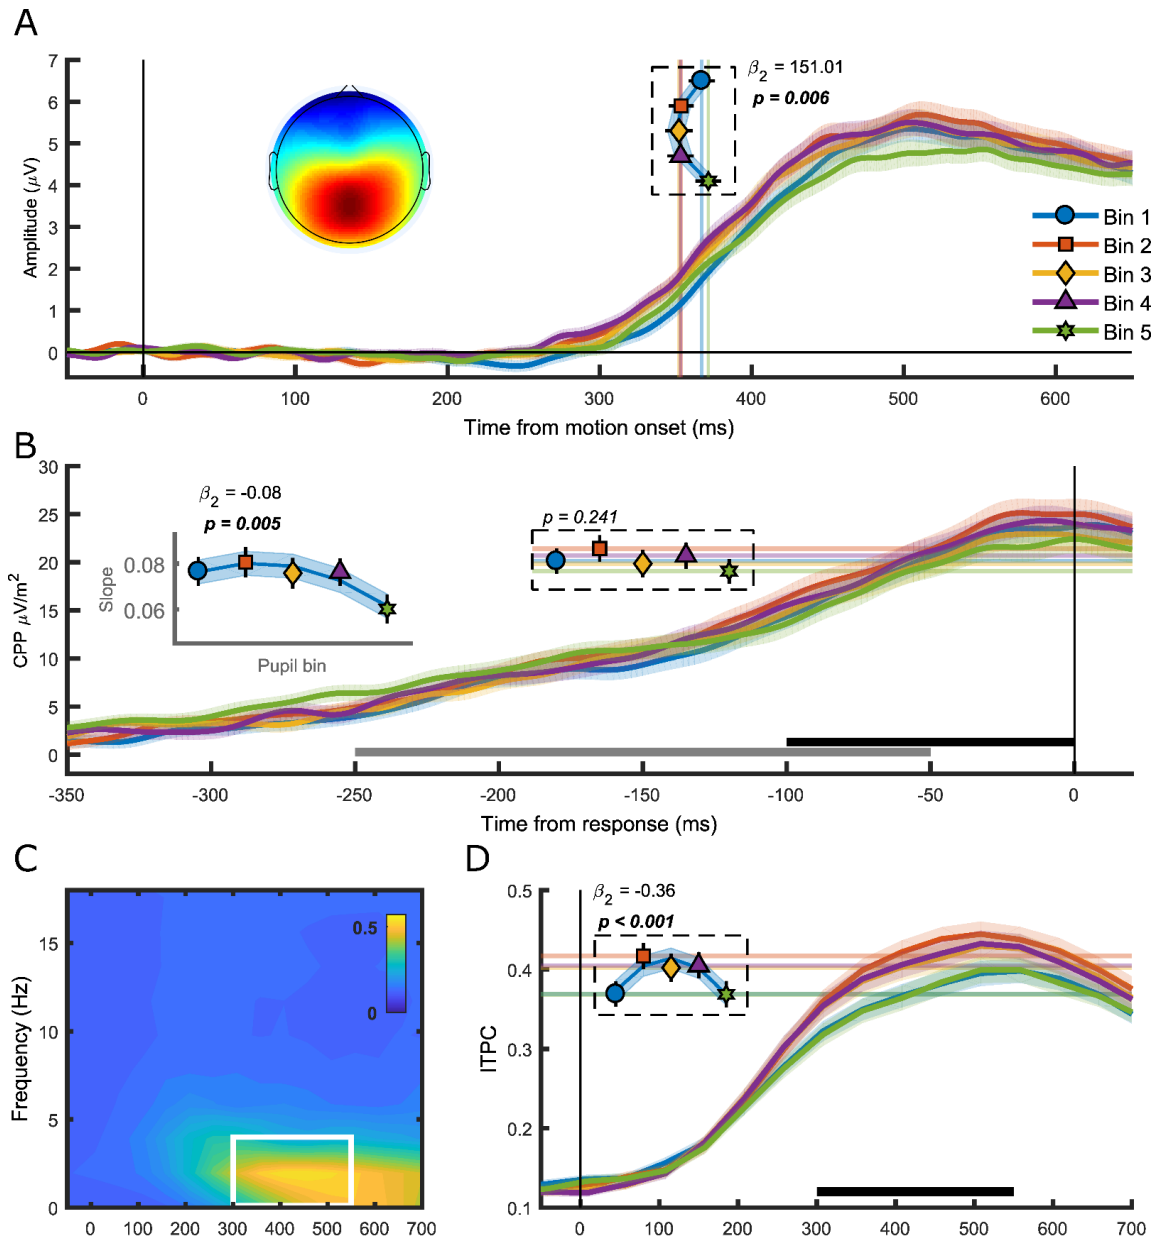 A
7
6
5
4
3
2
1
0
Amplitude (μV)
β2 = 151.01
p = 0.006
Bin 1
Bin 2
Bin 3
Bin 4
Bin 5
0 100 200 300 400 500 600
Time from motion onset (ms)
B
30
25
20
15
10
5
0
CPP μV/m²
β2 = -0.08
p = 0.005
0.08
0.06
Slope
Pupil bin
p = 0.241
-350 -300 -250 -200 -150 -100 -50 0
Time from response (ms)
C
15
10
5
0
Frequency (Hz)
0.5
0
0 100 200 300 400 500 600 700
D
0.5
0.4
0.3
0.2
0.1
ITPC
β2 = -0.36
p < 0.001
0 100 200 300 400 500 600 700